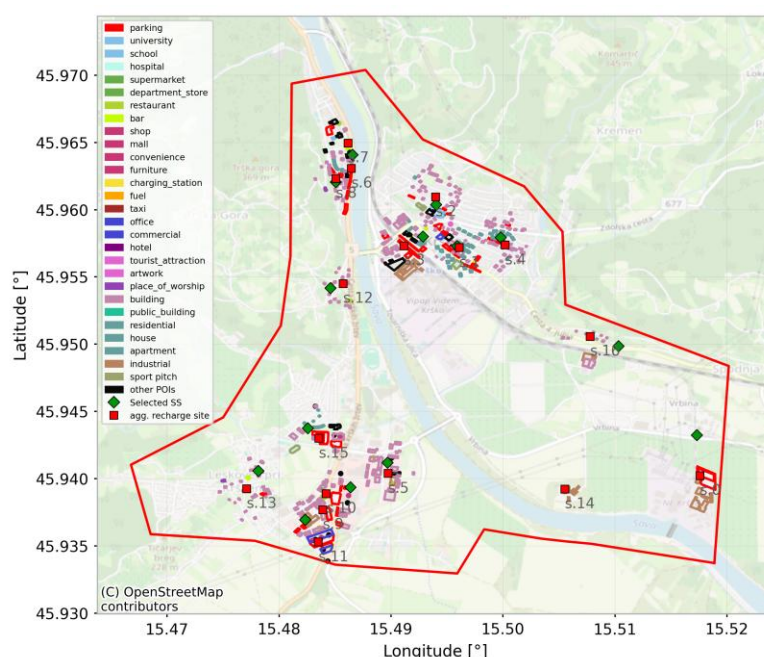 parking
university
school
hospital
supermarket
department_store
restaurant
bar
shop
mall
convenience
furniture
charging_station
fuel
taxi
office
commercial
hotel
tourist_attraction
artwork
place_of_worship
building
public_building
residential
house
apartment
industrial
sport pitch
other POIs
Selected SS
agg. recharge site
45.970
45.965
45.960
45.955
45.950
45.945
45.940
45.935
45.930
Latitude [°]
Kremen
677
s.7
s.6
s.8
s.2
s.3
s.4
s.12
s.16
Vrbina
s.15
s.13
s.5
s.10
s.9
s.11
s.14
(C) OpenStreetMap
contributors
15.47
15.48
15.49
15.50
15.51
15.52
Longitude [°]